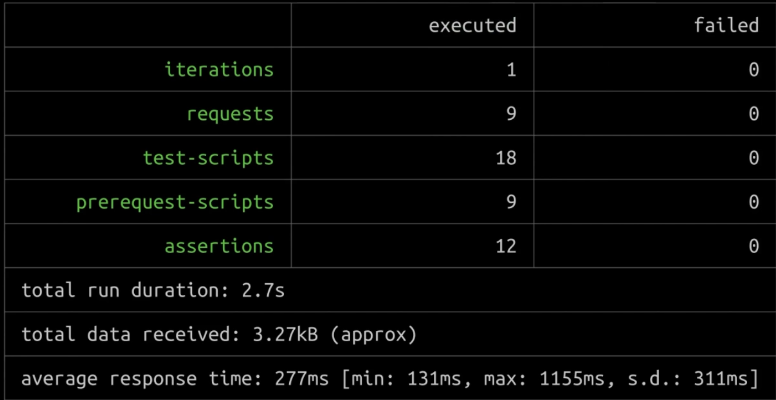 executed failed
iterations 1 0
requests 9 0
test-scripts 18 0
prerequest-scripts 9 0
assertions 12 0
total run duration: 2.7s
total data received: 3.27kB (approx)
average response time: 277ms [min: 131ms, max: 1155ms, s.d.: 311ms]